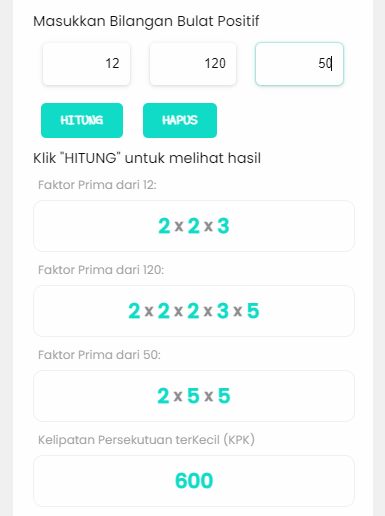 Masukkan Bilangan Bulat Positif
12 120 50
HITUNG HAPUS
Klik "HITUNG" untuk melihat hasil
Faktor Prima dari 12:
2 x 2 x 3
Faktor Prima dari 120:
2 x 2 x 2 x 3 x 5
Faktor Prima dari 50:
2 x 5 x 5
Kelipatan Persekutuan terKecil (KPK)
600